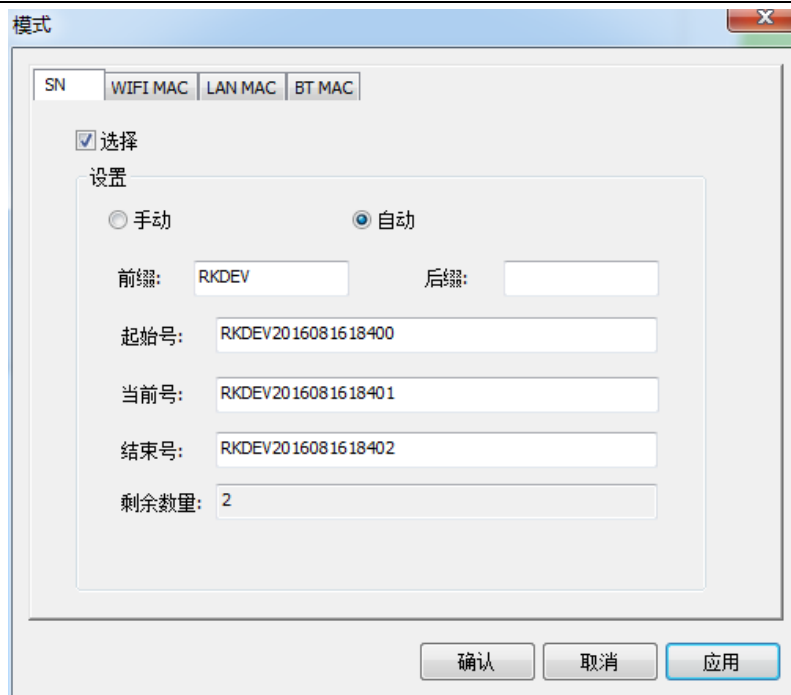 模式
SN WIFI MAC LAN MAC BT MAC
选择
设置
手动 自动
前缀: RKDEV 后缀:
起始号: RKDEV2016081618400
当前号: RKDEV2016081618401
结束号: RKDEV2016081618402
剩余数量: 2
确认 取消 应用